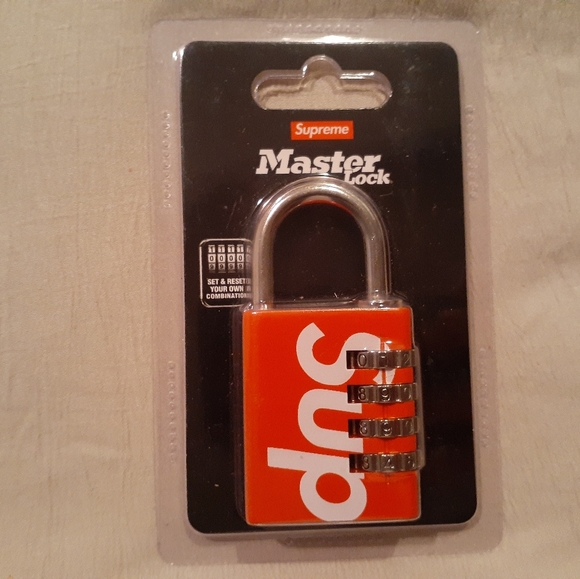 Supreme
Master
Lock
SET & RESET
YOUR OWN
COMBINATION
sup